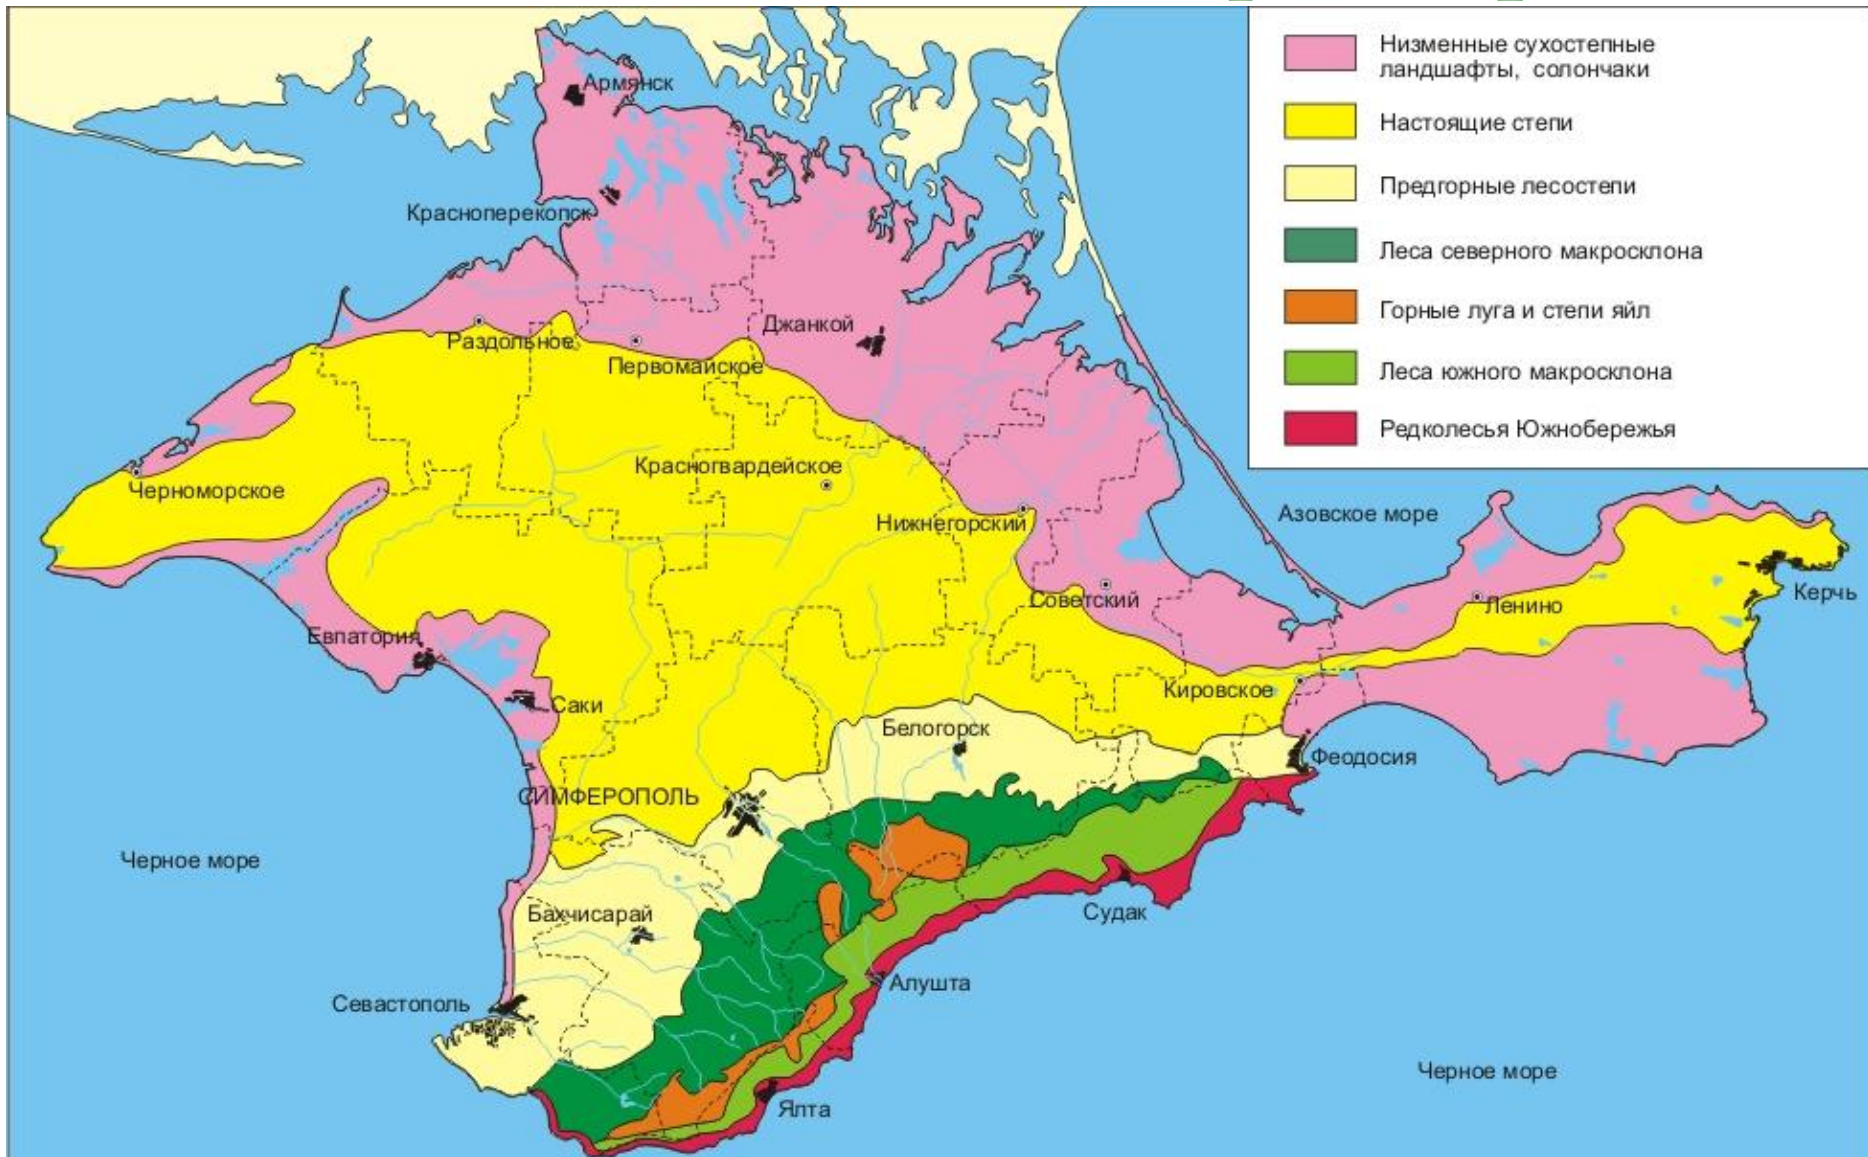 Низменные сухостепные
ландшафты, солончаки
Настоящие степи
Предгорные лесостепи
Леса северного макросклона
Горные луга и степи яйл
Леса южного макросклона
Редколесья Южнобережья
Армянск
Красноперекопск
Джанкой
Раздольное
Первомайское
Красногвардейское
Черноморское
Нижнегорский
Азовское море
Советский
Ленино
Керчь
Евпатория
Кировское
Саки
Белогорск
Феодосия
СИМФЕРОПОЛЬ
Черное море
Бахчисарай
Судак
Севастополь
Алушта
Черное море
Ялта